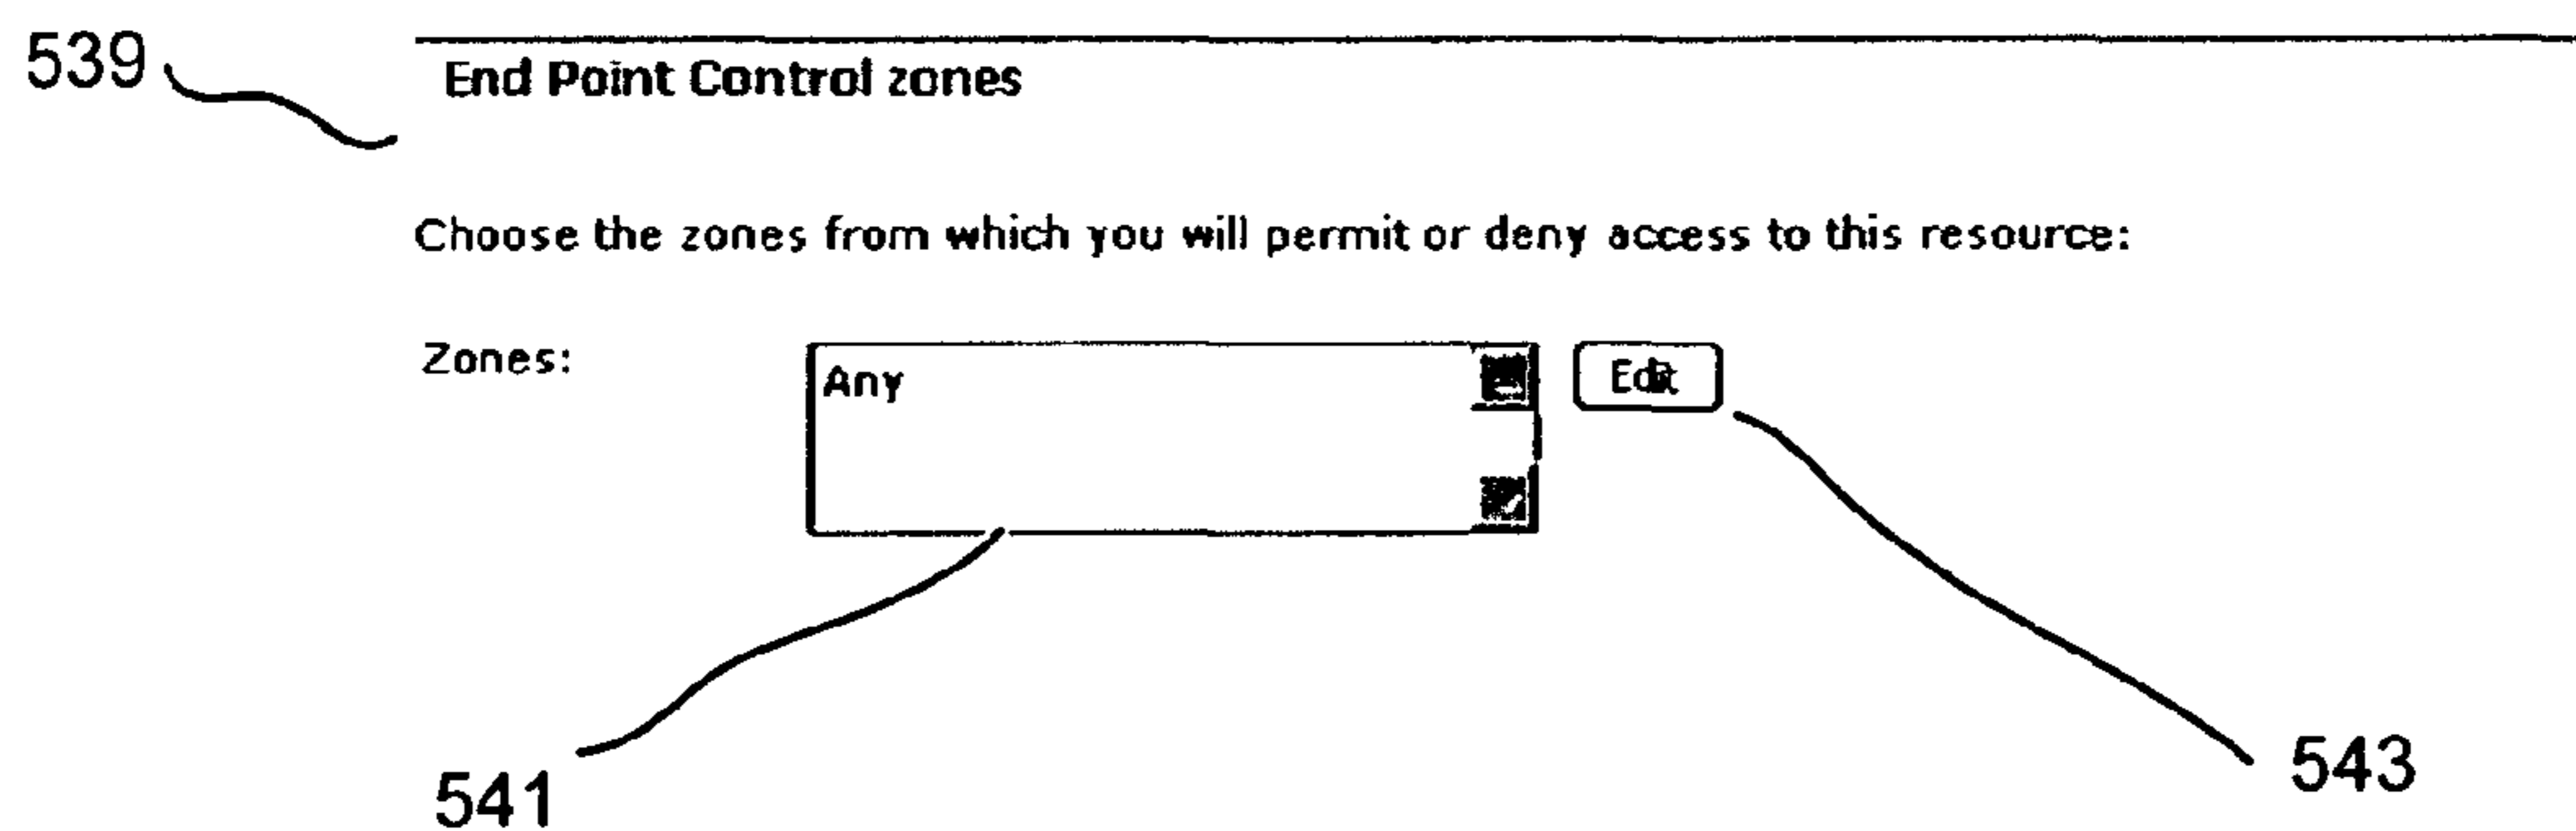 539
End Point Control zones
Choose the zones from which you will permit or deny access to this resource:
Zones:
Any
Edit
541
543